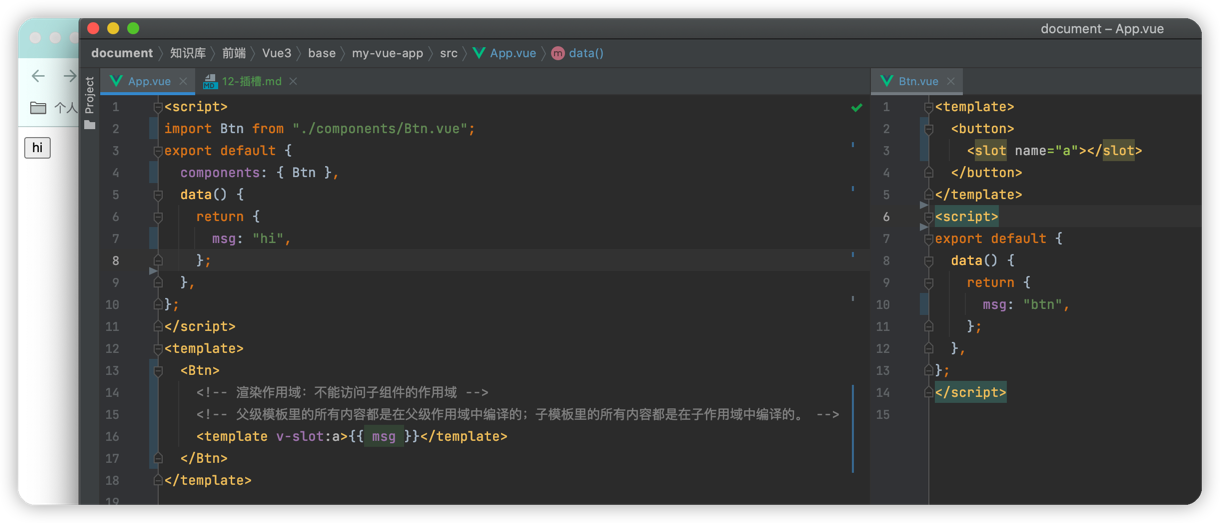 document – App.vue
document 知识库 前端 Vue3 base my-vue-app src App.vue m data()
个人
hi
Project
App.vue MD 12-插槽.md
1 <script>
2 import Btn from "./components/Btn.vue";
3 export default {
4 components: { Btn },
5 data() {
6 return {
7 msg: "hi",
8 };
9 },
10 };
11 </script>
12 <template>
13 <Btn>
14 <!-- 渲染作用域: 不能访问子组件的作用域 -->
15 <!-- 父级模板里的所有内容都是在父级作用域中编译的; 子模板里的所有内容都是在子作用域中编译的。 -->
16 <template v-slot:a>{{ msg }}</template>
17 </Btn>
18 </template>
19
Btn.vue
1 <template>
2 <button>
3 <slot name="a"></slot>
4 </button>
5 </template>
6 <script>
7 export default {
8 data() {
9 return {
10 msg: "btn",
11 };
12 },
13 };
14 </script>
15